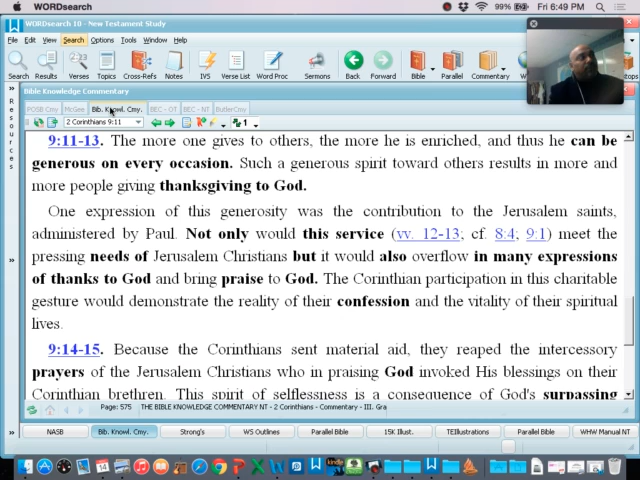 WORDsearch
99%
Fri 6:49 PM
WORDsearch 10 - New Testament Study
File Edit View Search Options Tools Window Help
Search Results Verses Topics Cross-Refs Notes IVS Verse List Word Proc Sermons Back Forward Bible Parallel Commentary
Bible Knowledge Commentary
POSB Cmy McGee Bib. Knowl. Cmy. BEC - OT BEC - NT ButlerCmy
2 Corinthians 9:11
1
Resources
9:11-13. The more one gives to others, the more he is enriched, and thus he can be
generous on every occasion. Such a generous spirit toward others results in more and
more people giving thanksgiving to God.
One expression of this generosity was the contribution to the Jerusalem saints,
administered by Paul. Not only would this service (vv. 12-13; cf. 8:4; 9:1) meet the
pressing needs of Jerusalem Christians but it would also overflow in many expressions
of thanks to God and bring praise to God. The Corinthian participation in this charitable
gesture would demonstrate the reality of their confession and the vitality of their spiritual
lives.
9:14-15. Because the Corinthians sent material aid, they reaped the intercessory
prayers of the Jerusalem Christians who in praising God invoked His blessings on their
Corinthian brethren. This spirit of selflessness is a consequence of God's surpassing
Page: 575 THE BIBLE KNOWLEDGE COMMENTARY NT - 2 Corinthians - Commentary - III. Gra
NASB Bib. Knowl. Cmy. Strong's WS Outlines Parallel Bible 15K Illust. TEIllustrations Parallel Bible WHW Manual NT